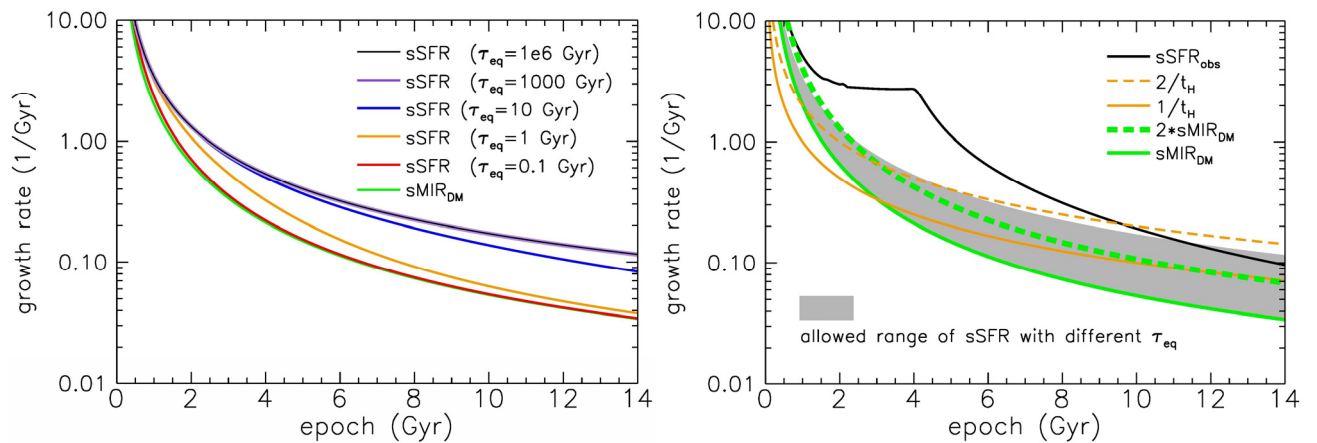 10.00
1.00
0.10
0.01
growth rate (1/Gyr)
sSFR (τeq=1e6 Gyr)
sSFR (τeq=1000 Gyr)
sSFR (τeq=10 Gyr)
sSFR (τeq=1 Gyr)
sSFR (τeq=0.1 Gyr)
sMIRDM
0 2 4 6 8 10 12 14
epoch (Gyr)
10.00
1.00
0.10
0.01
growth rate (1/Gyr)
sSFRobs
2/tH
1/tH
2*sMIRDM
sMIRDM
allowed range of sSFR with different τeq
0 2 4 6 8 10 12 14
epoch (Gyr)